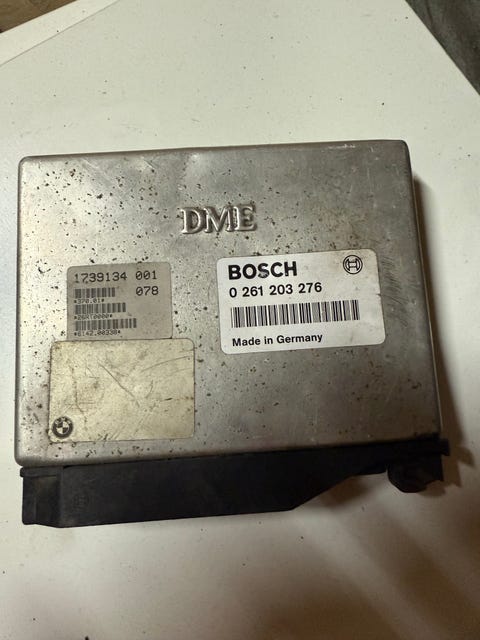 DME
1739134 001
078
BOSCH
0 261 203 276
Made in Germany